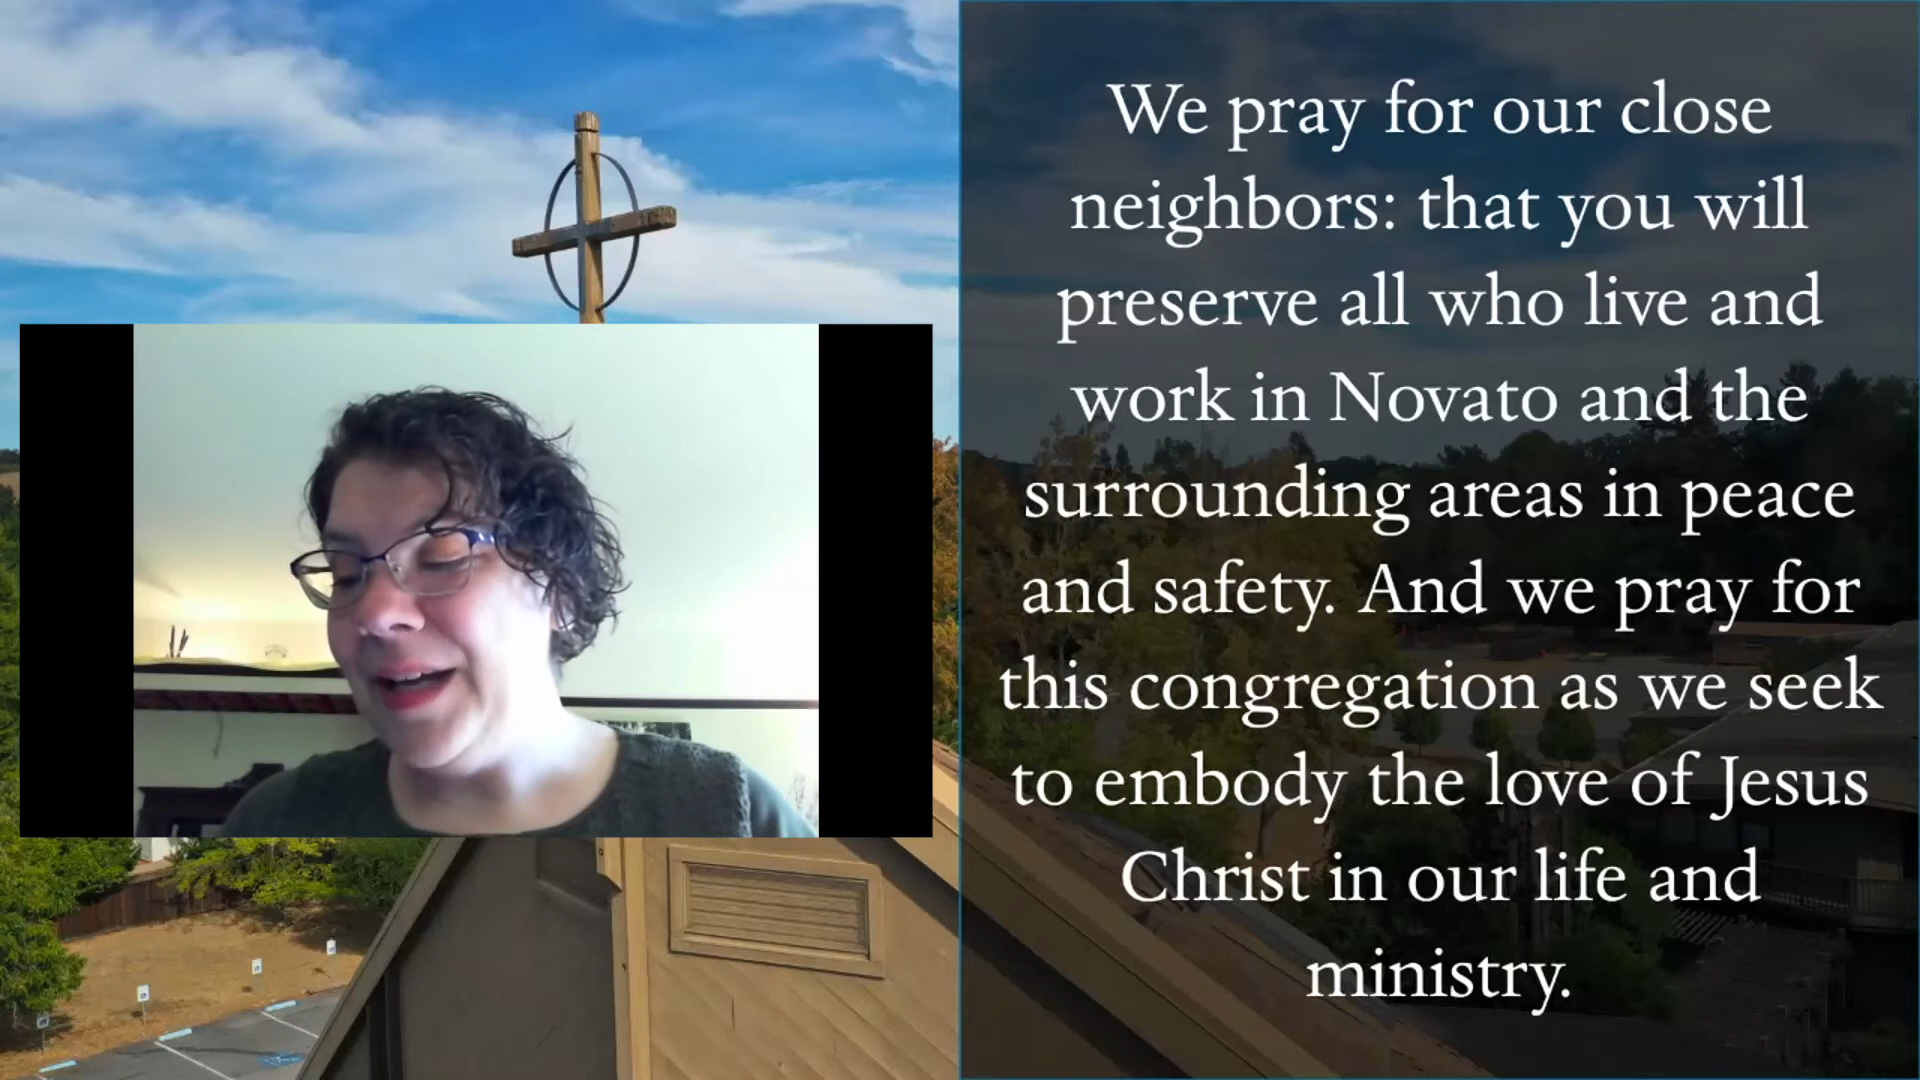 We pray for our close
neighbors: that you will
preserve all who live and
work in Novato and the
surrounding areas in peace
and safety. And we pray for
this congregation as we seek
to embody the love of Jesus
Christ in our life and
ministry.